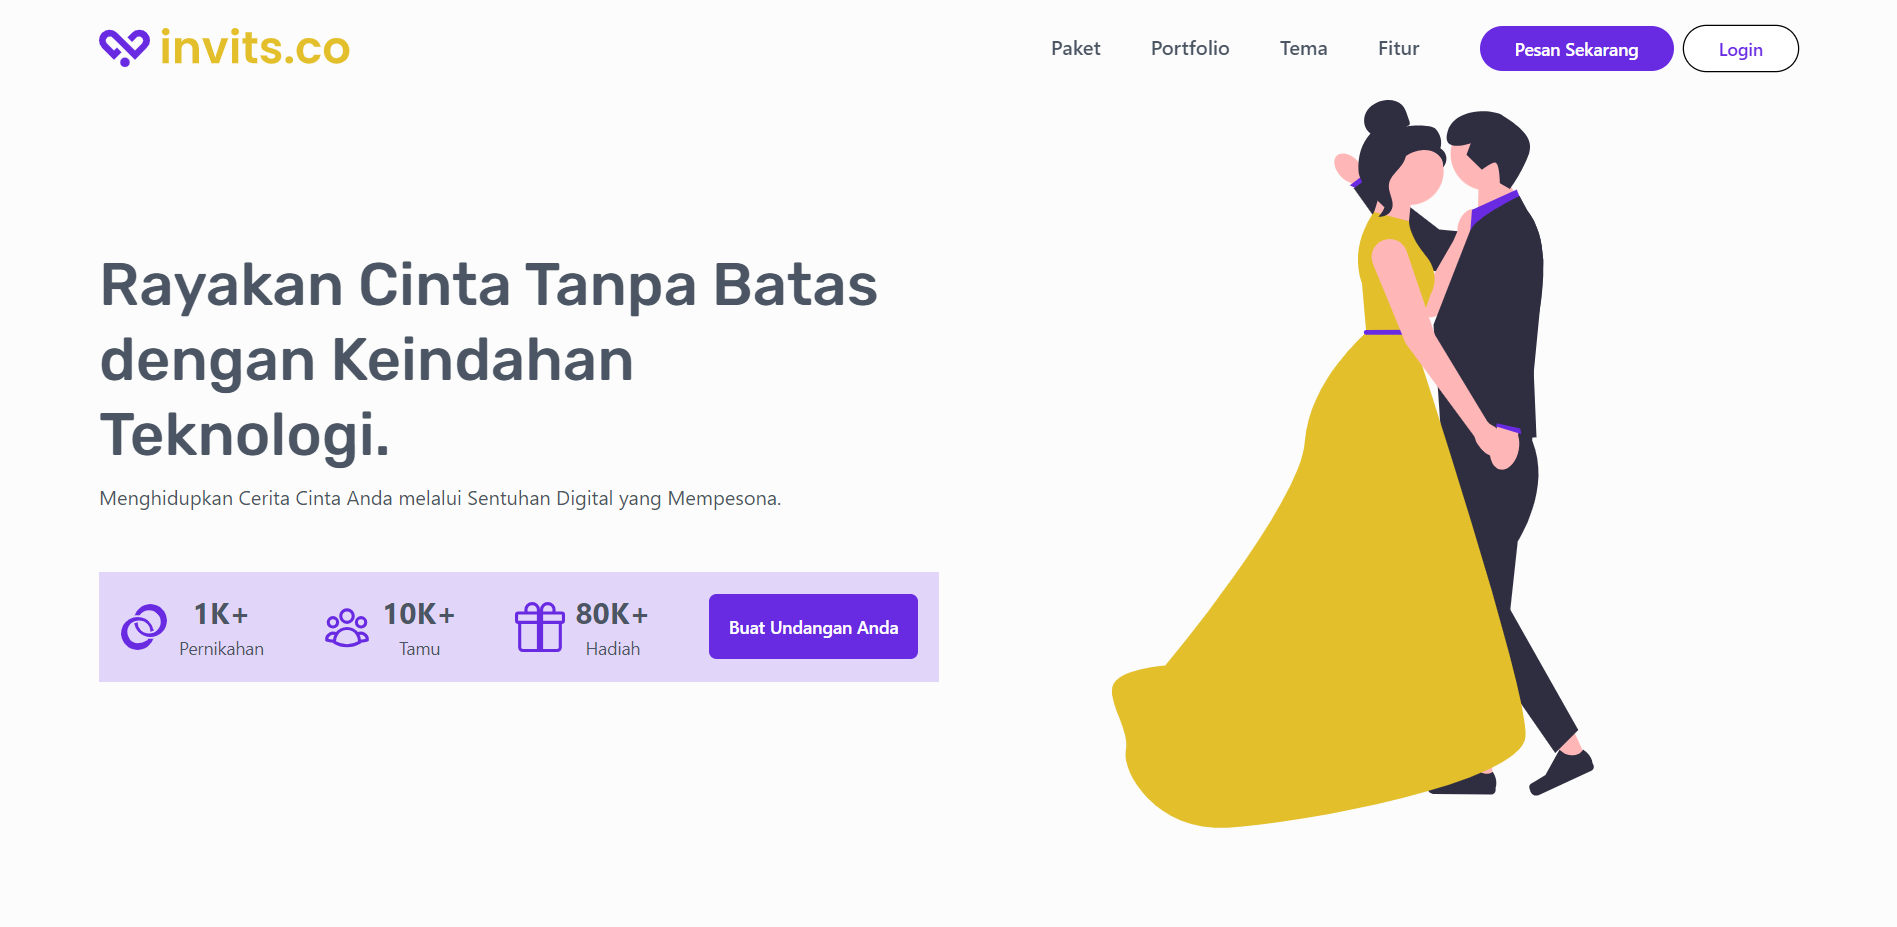 invits.co
Paket
Portfolio
Tema
Fitur
Pesan Sekarang
Login
Rayakan Cinta Tanpa Batas
dengan Keindahan
Teknologi.
Menghidupkan Cerita Cinta Anda melalui Sentuhan Digital yang Mempesona.
1K+
Pernikahan
10K+
Tamu
80K+
Hadiah
Buat Undangan Anda